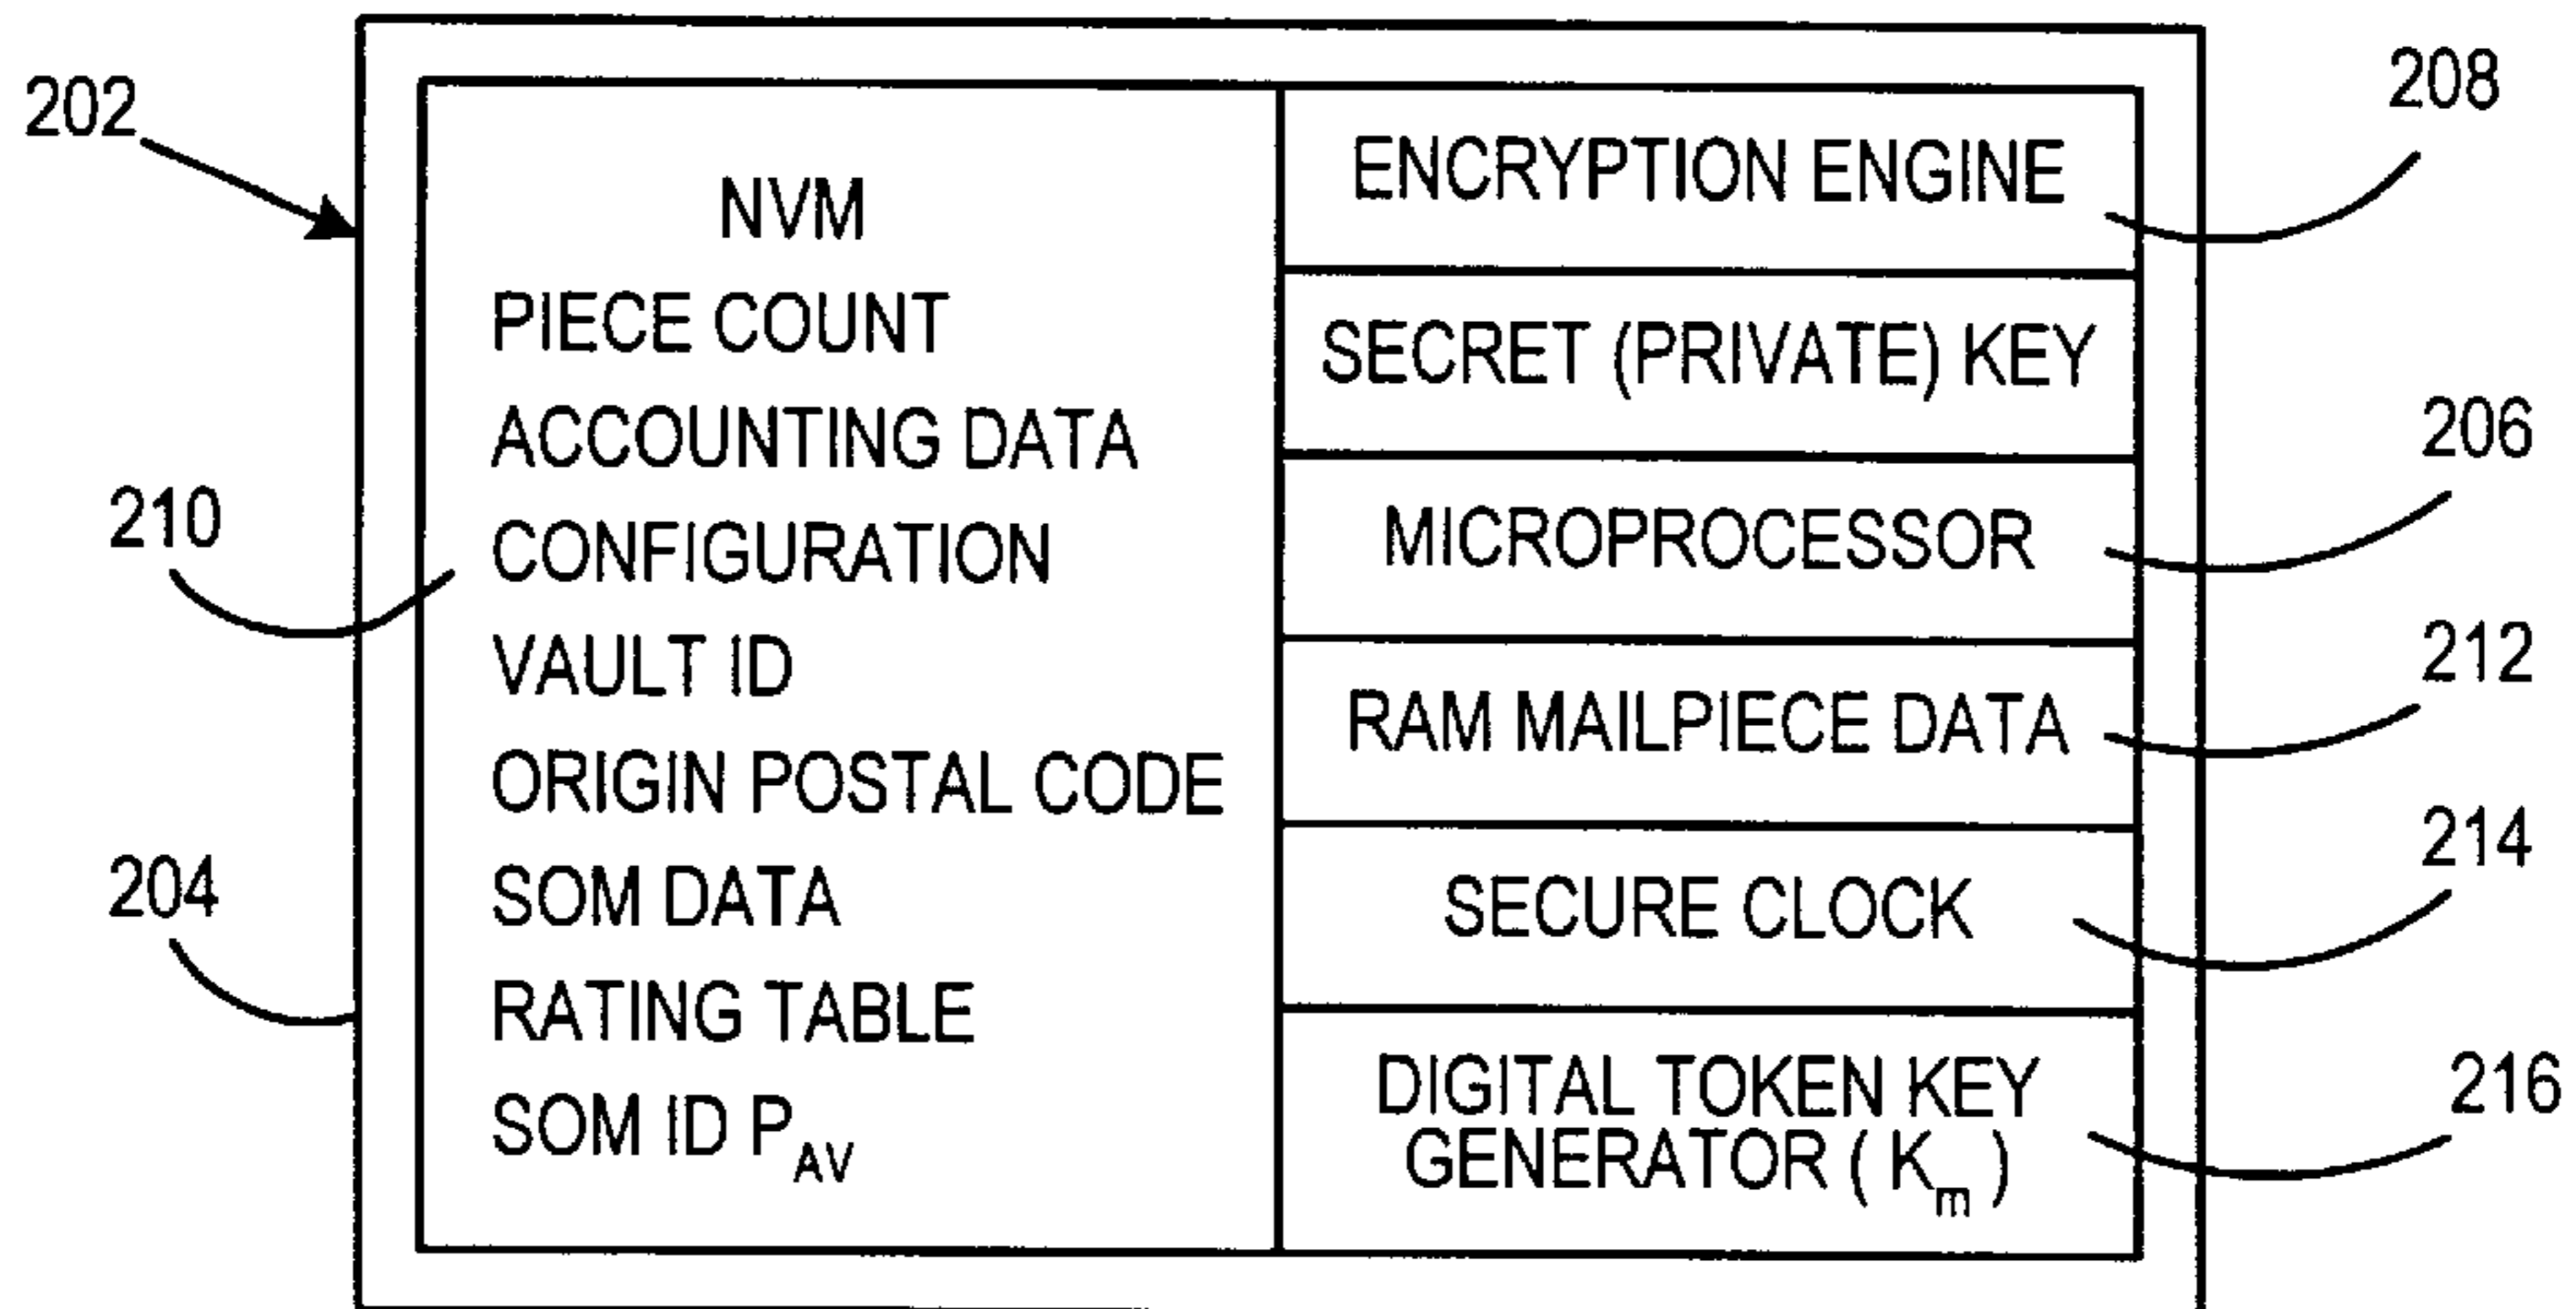 202
210
204
NVM
PIECE COUNT
ACCOUNTING DATA
CONFIGURATION
VAULT ID
ORIGIN POSTAL CODE
SOM DATA
RATING TABLE
SOM ID P_AV
ENCRYPTION ENGINE
SECRET (PRIVATE) KEY
MICROPROCESSOR
RAM MAILPIECE DATA
SECURE CLOCK
DIGITAL TOKEN KEY
GENERATOR ( K_m )
208
206
212
214
216